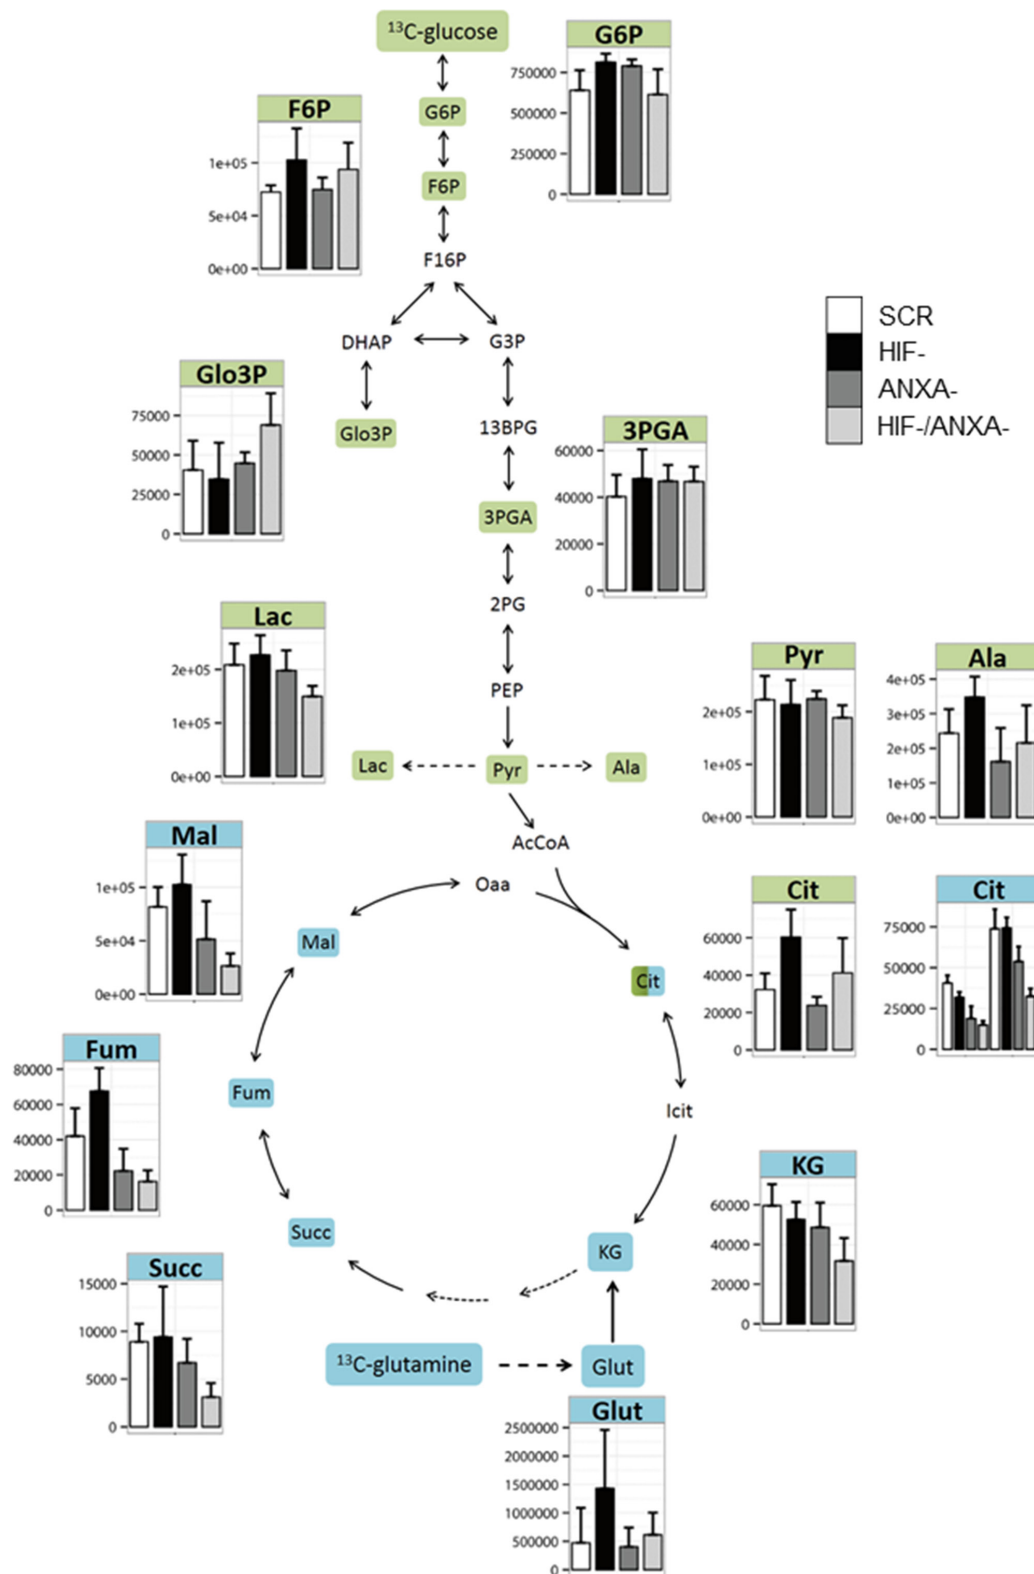 ¹³C-glucose
G6P
750000
500000
250000
0
F6P
1e+05
5e+04
0e+00
G6P
F6P
F16P
DHAP
G3P
SCR
HIF-
ANXA-
HIF-/ANXA-
Glo3P
75000
50000
25000
0
Glo3P
13BPG
3PGA
60000
40000
20000
0
3PGA
2PG
Lac
2e+05
1e+05
0e+00
PEP
Pyr
2e+05
1e+05
0e+00
Ala
4e+05
3e+05
2e+05
1e+05
0e+00
Lac
Pyr
Ala
AcCoA
Mal
1e+05
5e+04
0e+00
Oaa
Mal
Cit
60000
40000
20000
0
Cit
75000
50000
25000
0
Cit
Fum
80000
60000
40000
20000
0
Fum
Icit
KG
60000
40000
20000
0
Succ
KG
Succ
15000
10000
5000
0
¹³C-glutamine
Glut
Glut
2500000
2000000
1500000
1000000
500000
0